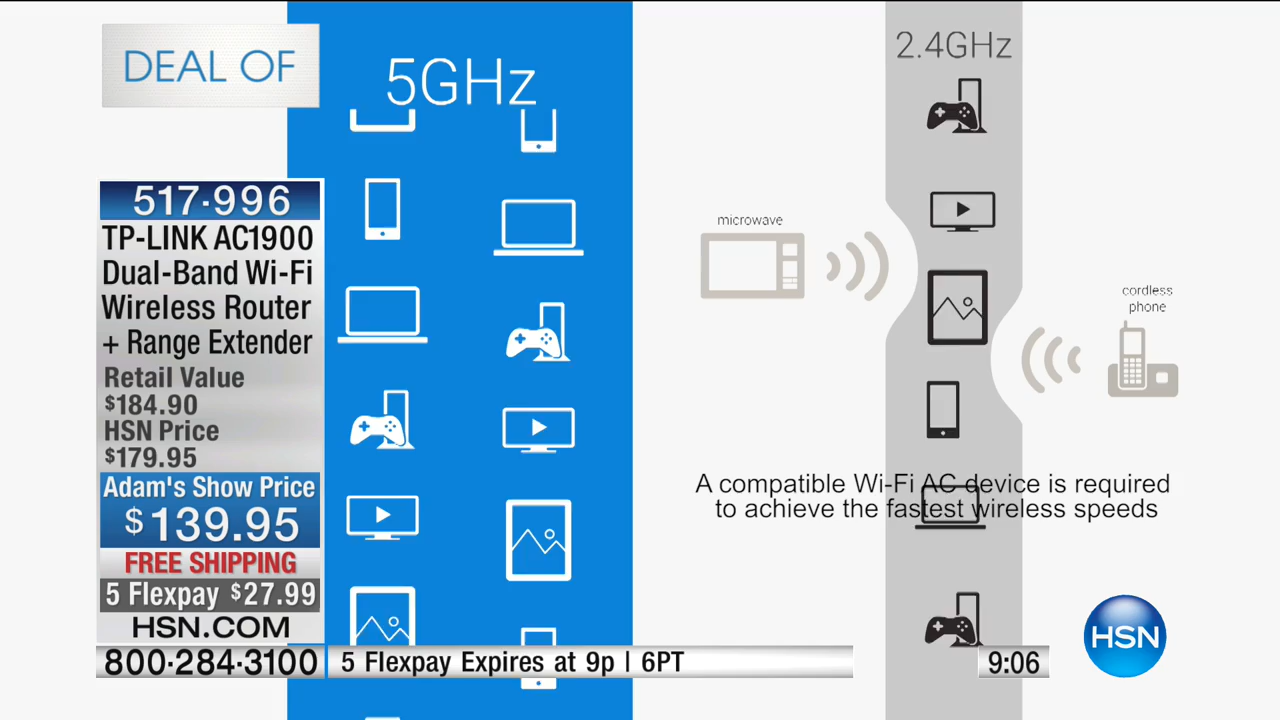 DEAL OF
5GHz
2.4GHz
517·996
TP-LINK AC1900
Dual-Band Wi-Fi
Wireless Router
+ Range Extender
Retail Value
$184.90
HSN Price
$179.95
Adam's Show Price
$139.95
FREE SHIPPING
5 Flexpay $27.99
HSN.COM
800·284·3100
microwave
cordless
phone
A compatible Wi-Fi AC device is required
to achieve the fastest wireless speeds
HSN
5 Flexpay Expires at 9p | 6PT
9:06